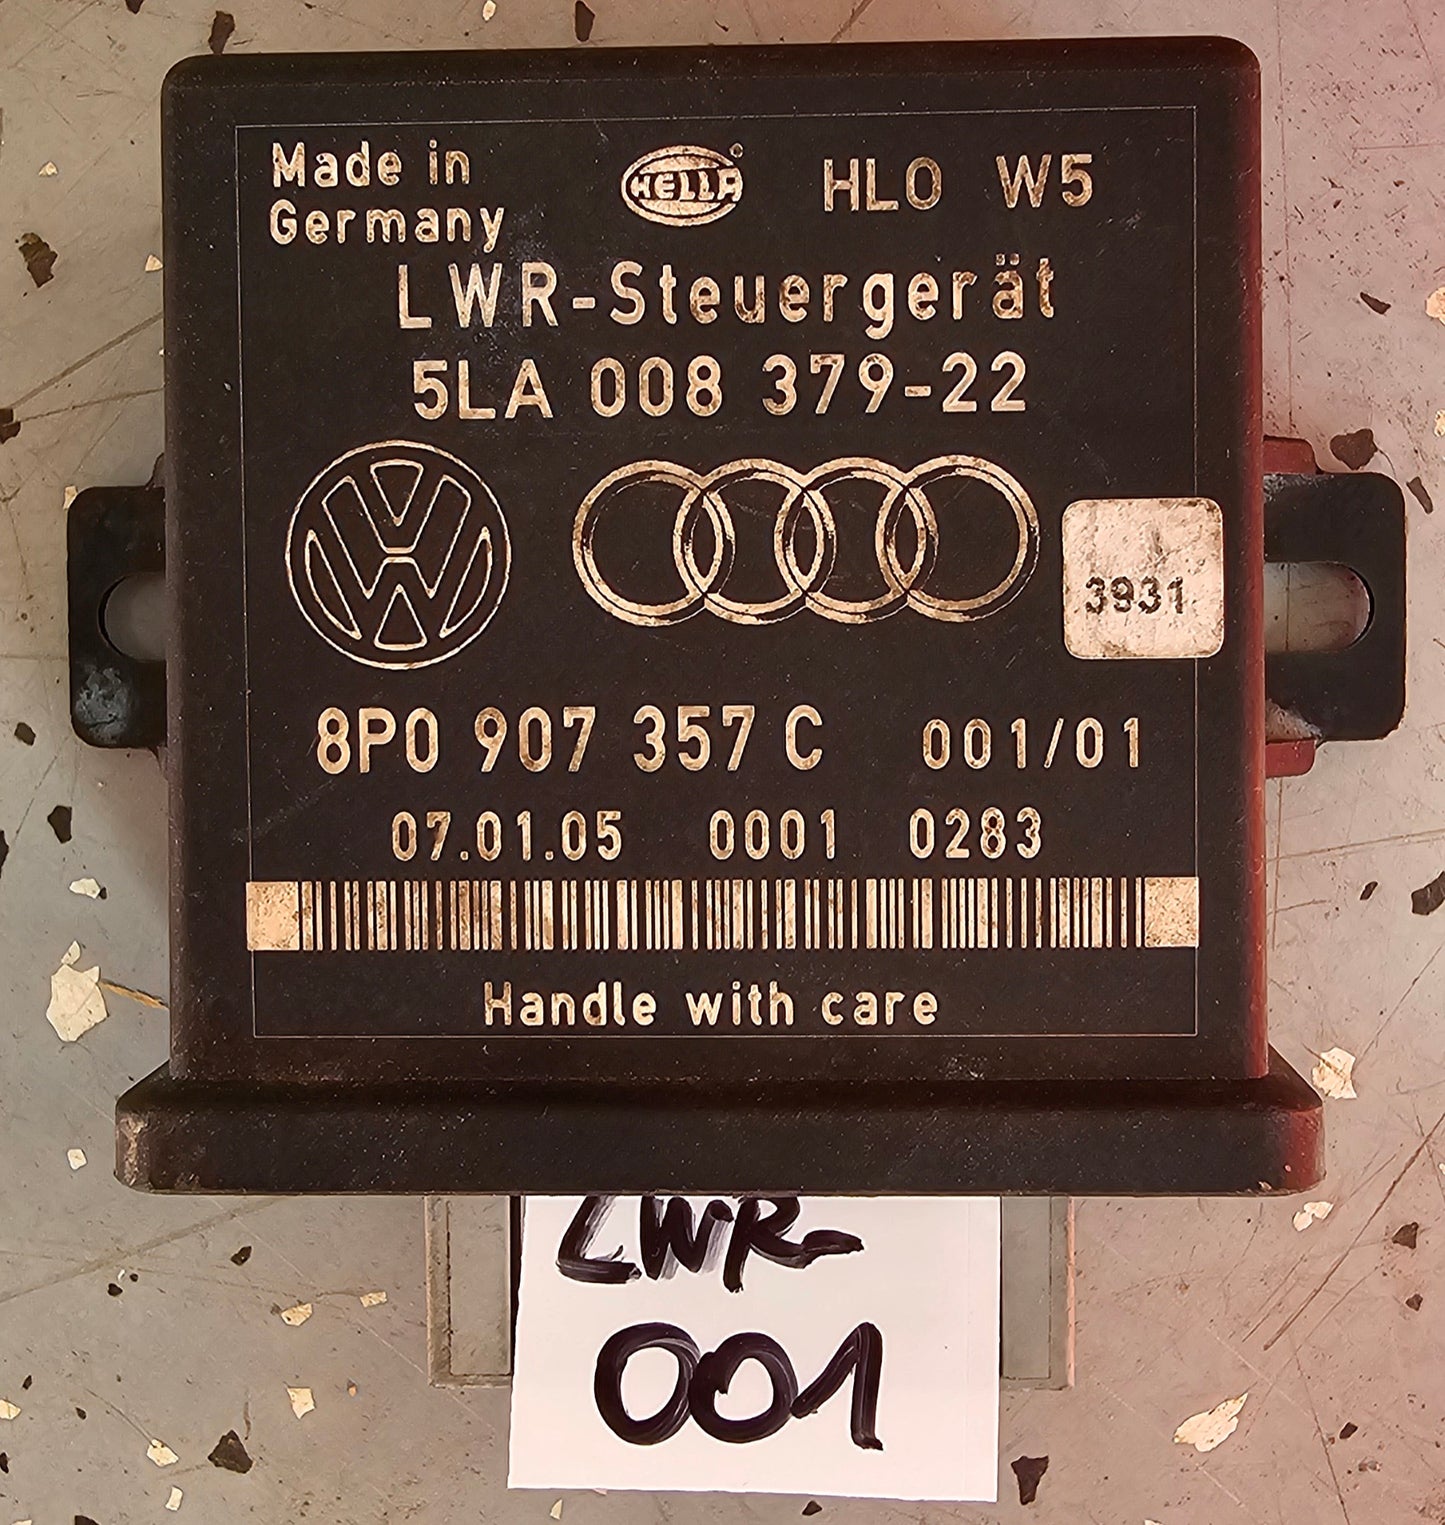 Made in
Germany
HELLA
HLO W5
LWR-Steuergerät
5LA 008 379-22
3931
8P0 907 357 C 001/01
07.01.05 0001 0283
Handle with care
LWR-
001